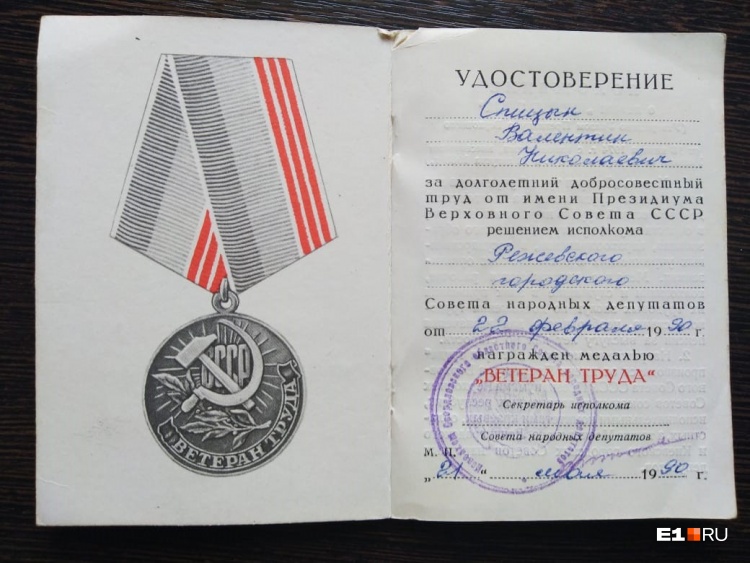 СССР
ВЕТЕРАН ТРУДА
УДОСТОВЕРЕНИЕ
Спицын
Валентин
Николаевич
за долголетний добросовестный
труд от имени Президиума
Верховного Совета СССР
решением исполкома
Режевского
городского
Совета народных депутатов
от 22 февраля 1990 г.
награжден медалью
„ВЕТЕРАН ТРУДА“
Секретарь исполкома
Совета народных депутатов
М. П.
„21“ 1990 г.
E1.RU